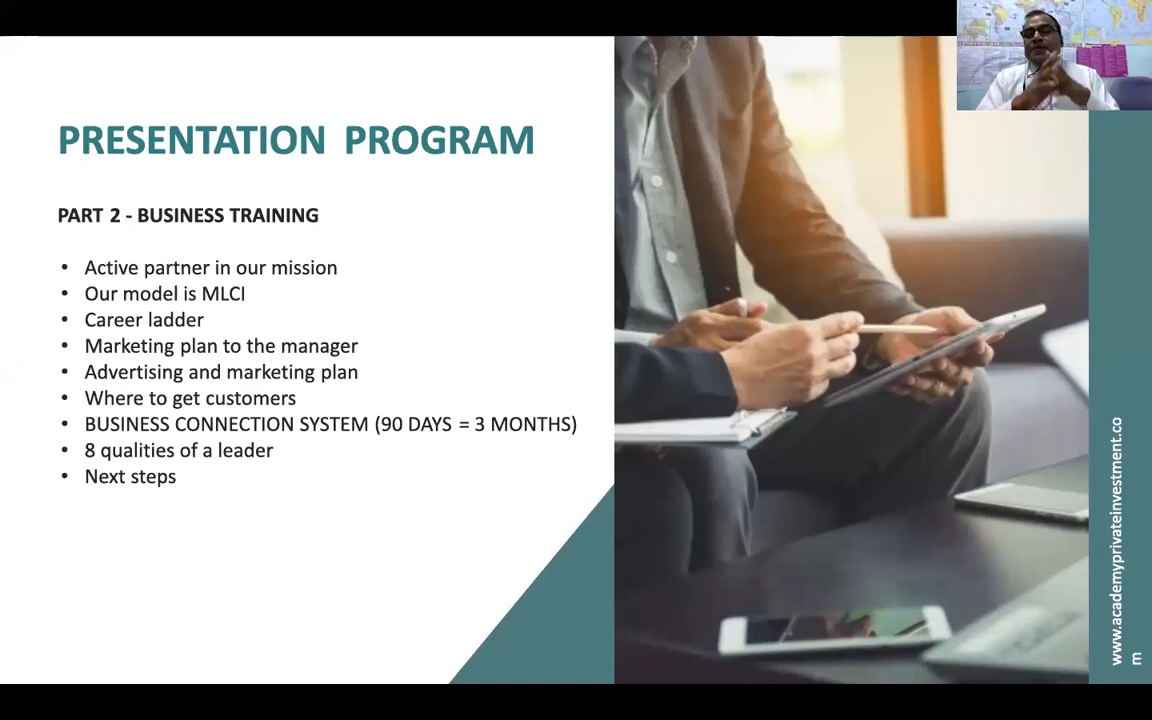 PRESENTATION PROGRAM
PART 2 - BUSINESS TRAINING
• Active partner in our mission
• Our model is MLCI
• Career ladder
• Marketing plan to the manager
• Advertising and marketing plan
• Where to get customers
• BUSINESS CONNECTION SYSTEM (90 DAYS = 3 MONTHS)
• 8 qualities of a leader
• Next steps
www.academyprivateinvestment.co
m